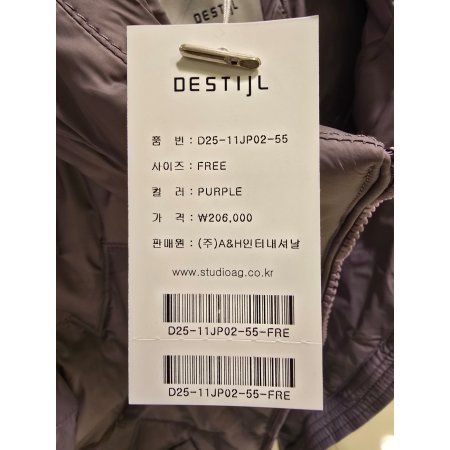 DESTIJL
DESTIJL
품 번 : D25-11JP02-55
사이즈 : FREE
컬 러 : PURPLE
가 격 : ₩206,000
판매원 : (주)A&H인터내셔날
www.studioag.co.kr
D25-11JP02-55-FRE
D25-11JP02-55-FRE